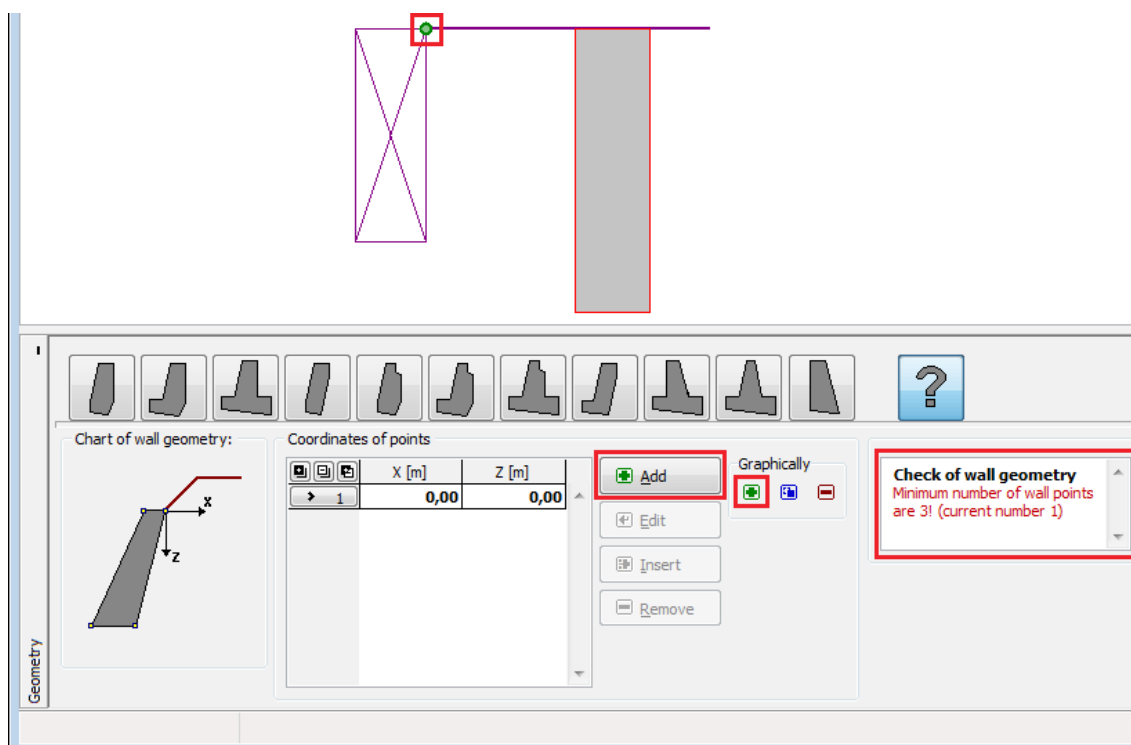 Chart of wall geometry:
x
z
Coordinates of points
X [m] Z [m]
1 0,00 0,00
Add
Edit
Insert
Remove
Graphically
Check of wall geometry
Minimum number of wall points
are 3! (current number 1)
Geometry